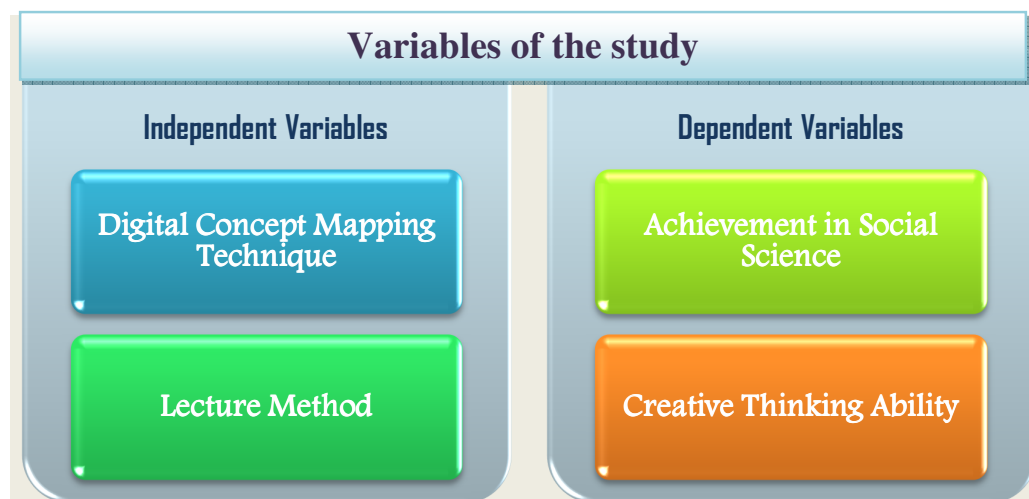 Variables of the study
Independent Variables
Digital Concept Mapping
Technique
Lecture Method
Dependent Variables
Achievement in Social
Science
Creative Thinking Ability